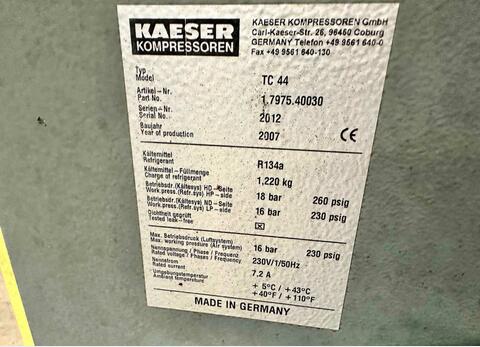 KAESER
KOMPRESSOREN
KAESER KOMPRESSOREN GmbH
Carl-Kaeser-Str. 26, 96450 Coburg
GERMANY Telefon +49 9561 640-0
Fax +49 9561 640-130
Typ
Model TC 44
Artikel-Nr.
Part No. 1.7975.40030
Serien-Nr.
Serial No. 2012
Baujahr
Year of production 2007 CE
Kältemittel
Refrigerant R134a
Kältemittel-Füllmenge
Charge of refrigerant 1,220 kg
Betriebsdr.(Kältesys) HD-Seite
Work press.(Refr.sys) HP-side 18 bar 260 psig
Betriebsdr.(Kältesys) ND-Seite
Work press.(Refr.sys) LP-side 16 bar 230 psig
Dichtheit geprüft
Tested leak-free
Max. Betriebsdruck (Luftsystem)
Max. working pressure (Air system) 16 bar 230 psig
Nennspannung / Phase / Frequenz
Rated voltage / Phases / Frequency 230V/1/50Hz
Nennstrom
Rated current 7.2 A
Umgebungstemperatur
Ambient temperature + 5°C / +43°C
+40°F / +110°F
MADE IN GERMANY